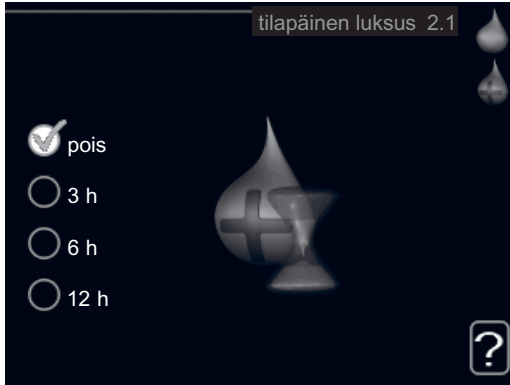 tilapäinen luksus 2.1
pois
3 h
6 h
12 h
?